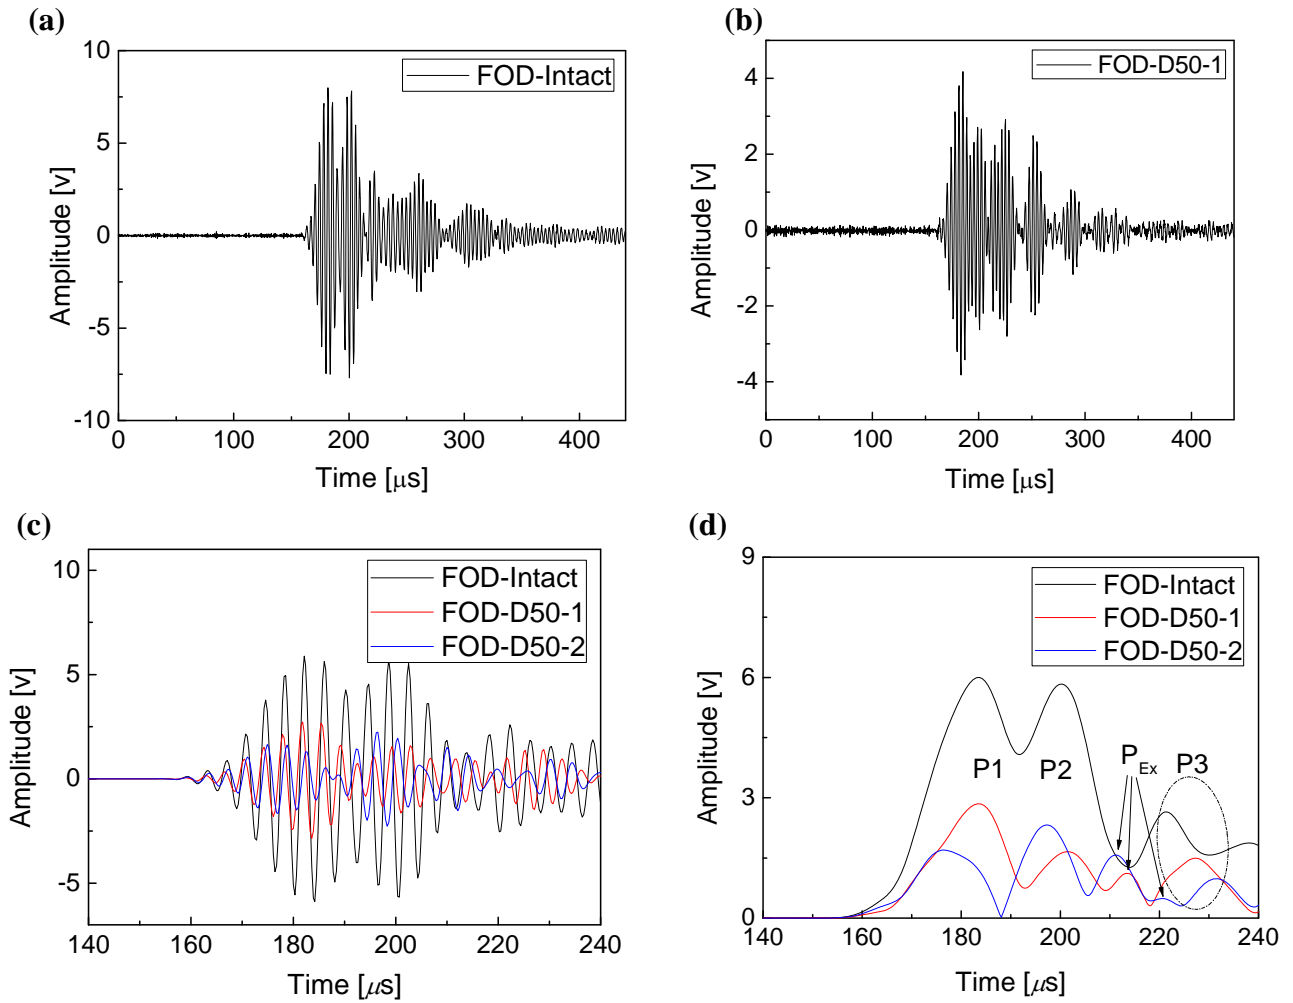 (a)
FOD-Intact
10
5
0
-5
-10
Amplitude [v]
0 100 200 300 400
Time [μs]
(b)
FOD-D50-1
4
2
0
-2
-4
Amplitude [v]
0 100 200 300 400
Time [μs]
(c)
FOD-Intact
FOD-D50-1
FOD-D50-2
10
5
0
-5
Amplitude [v]
140 160 180 200 220 240
Time [μs]
(d)
FOD-Intact
FOD-D50-1
FOD-D50-2
9
6
3
0
Amplitude [v]
P1 P2 PEx P3
140 160 180 200 220 240
Time [μs]